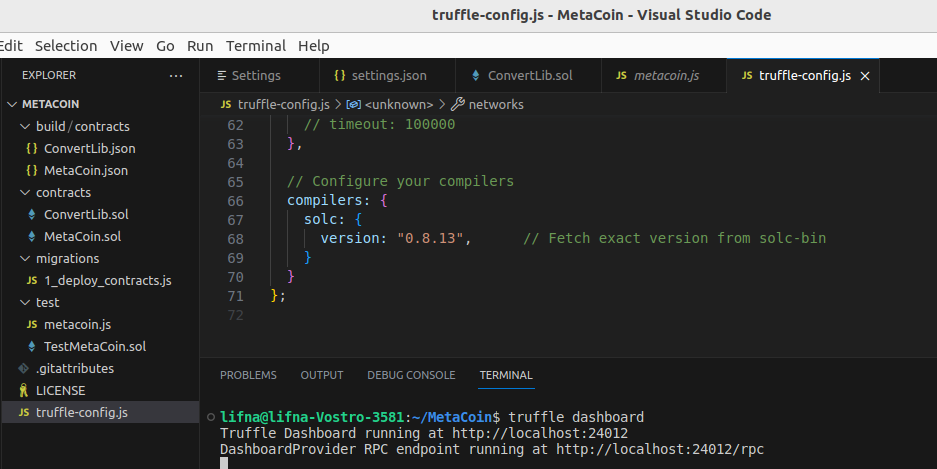 truffle-config.js - MetaCoin - Visual Studio Code
Edit Selection View Go Run Terminal Help
EXPLORER ···
METACOIN
build/contracts
{} ConvertLib.json
{} MetaCoin.json
contracts
ConvertLib.sol
MetaCoin.sol
migrations
JS 1_deploy_contracts.js
test
JS metacoin.js
TestMetaCoin.sol
.gitattributes
LICENSE
JS truffle-config.js
Settings {} settings.json ConvertLib.sol JS metacoin.js JS truffle-config.js
JS truffle-config.js > <unknown> > networks
62 // timeout: 100000
63 },
64
65 // Configure your compilers
66 compilers: {
67 solc: {
68 version: "0.8.13", // Fetch exact version from solc-bin
69 }
70 }
71 };
72
PROBLEMS OUTPUT DEBUG CONSOLE TERMINAL
lifna@lifna-Vostro-3581:~/MetaCoin$ truffle dashboard
Truffle Dashboard running at http://localhost:24012
DashboardProvider RPC endpoint running at http://localhost:24012/rpc